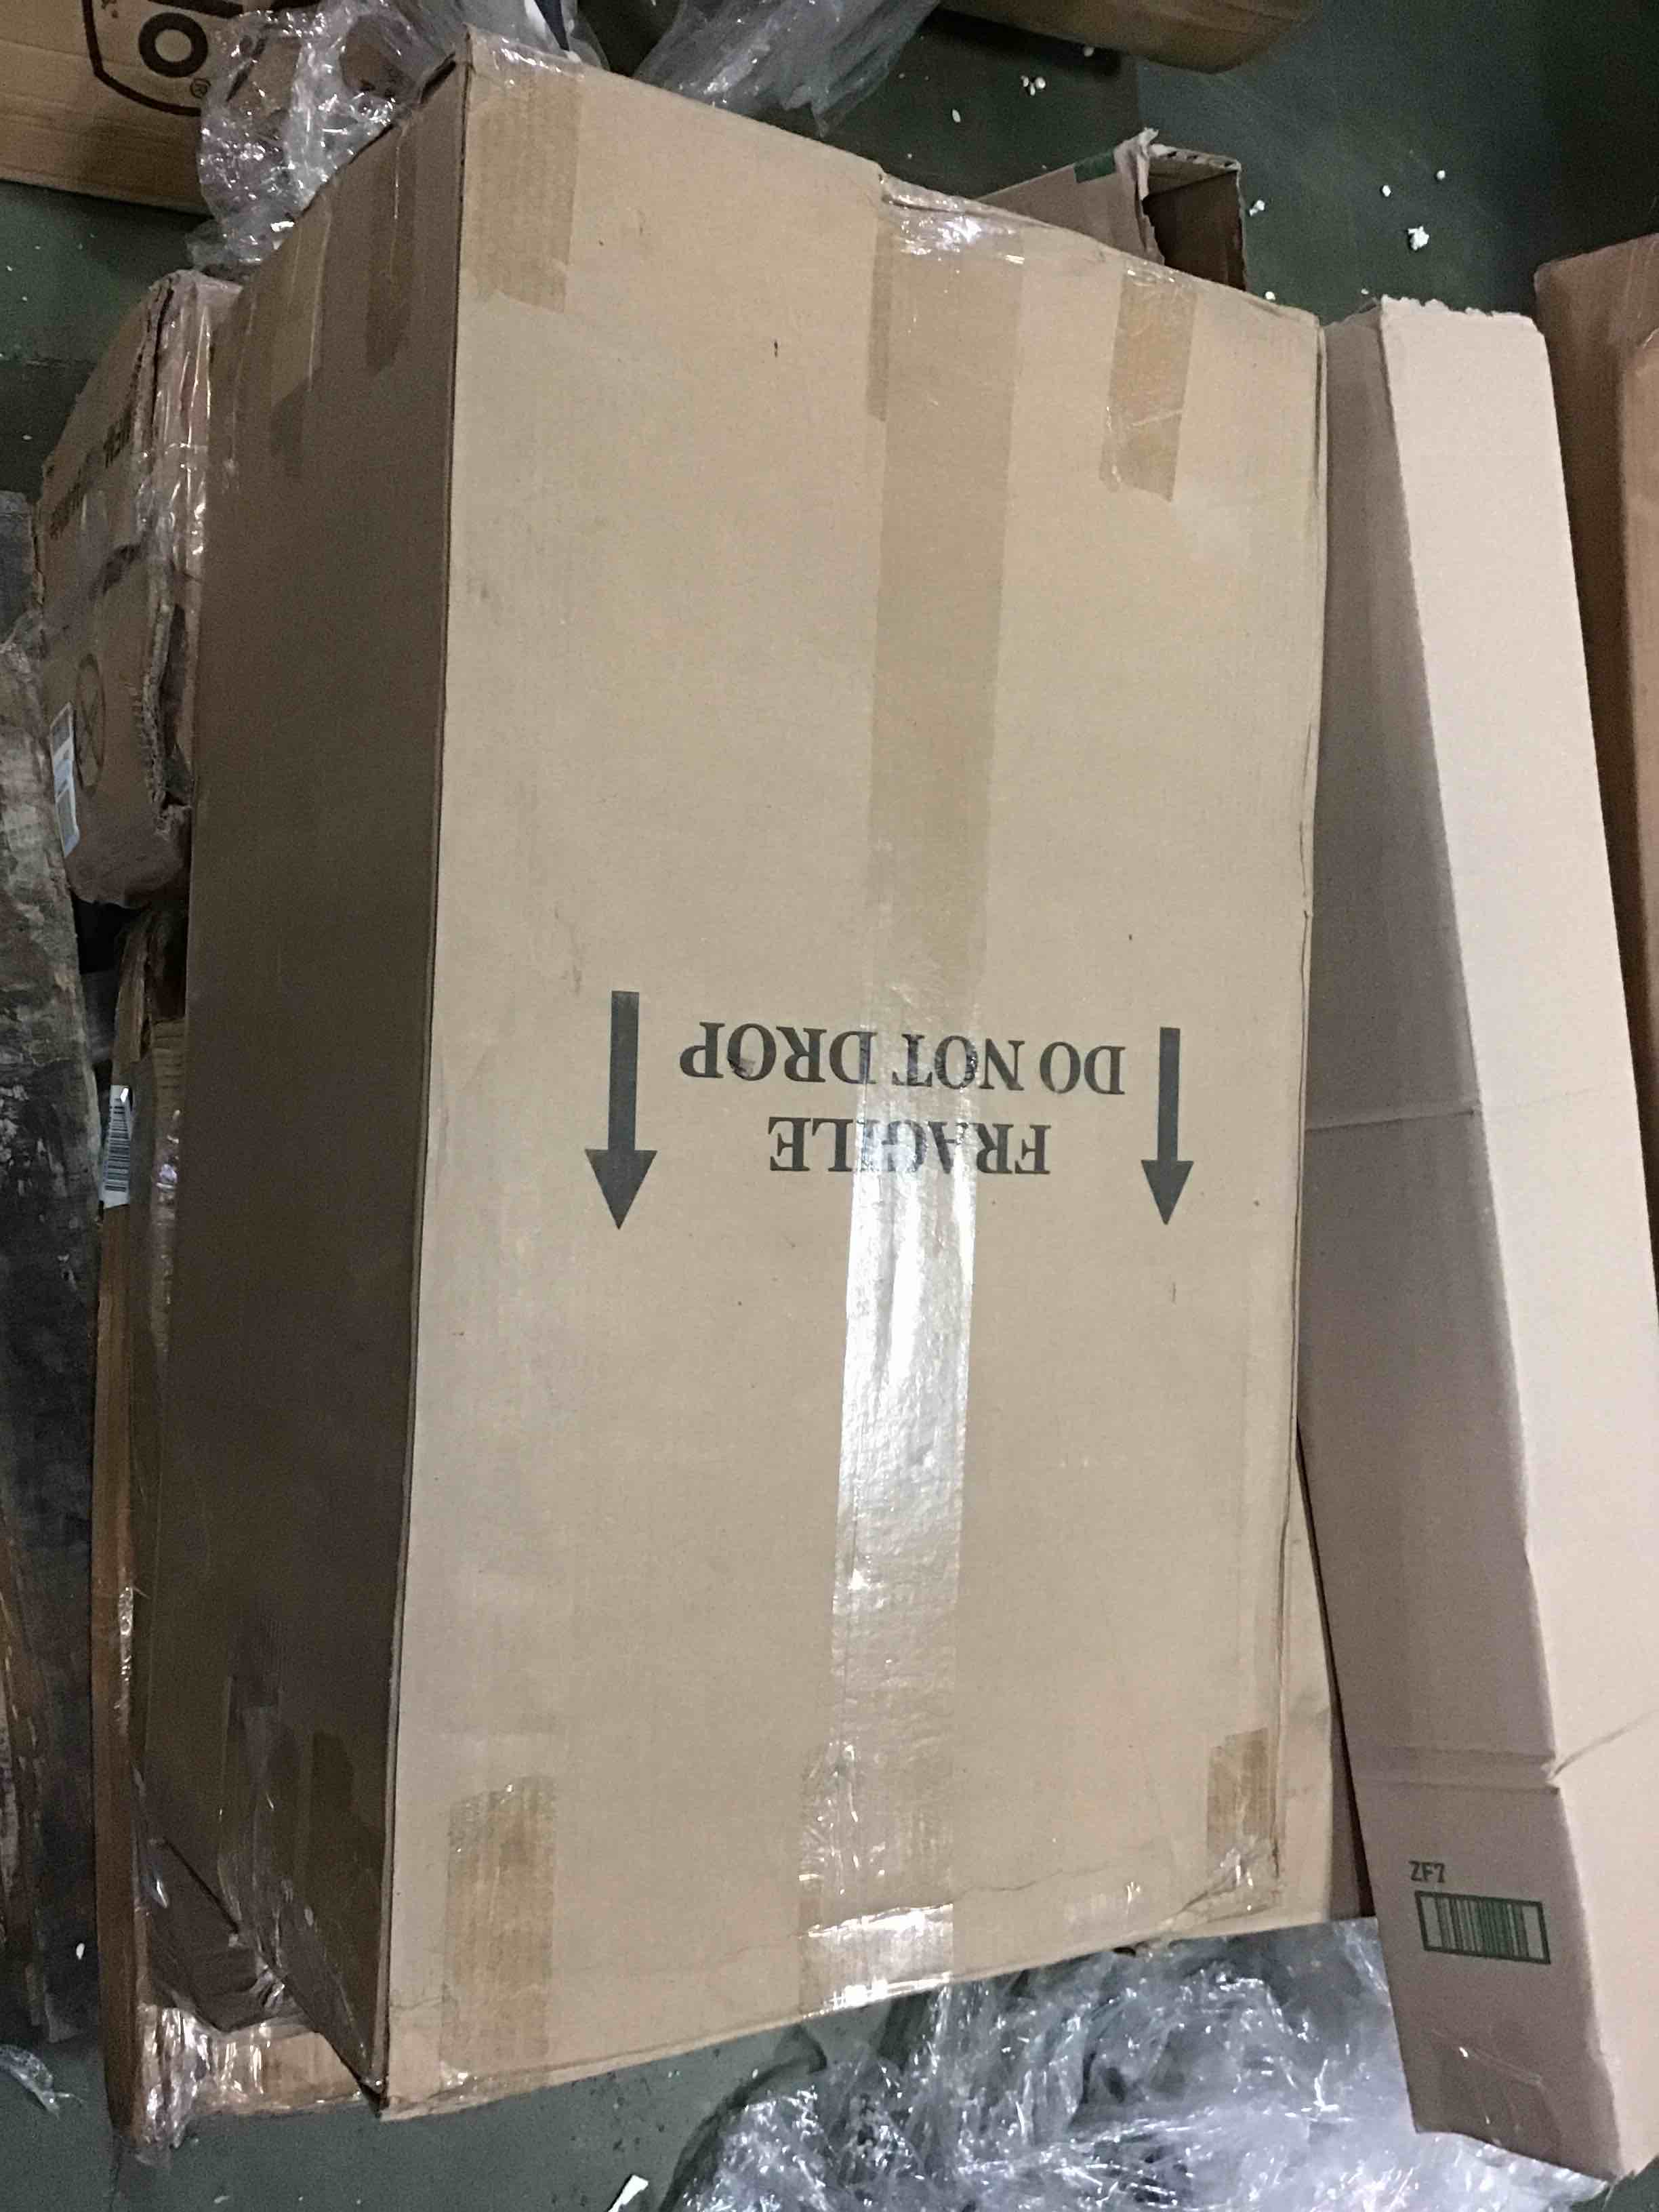 FRAGILE
DO NOT DROP
ZF7